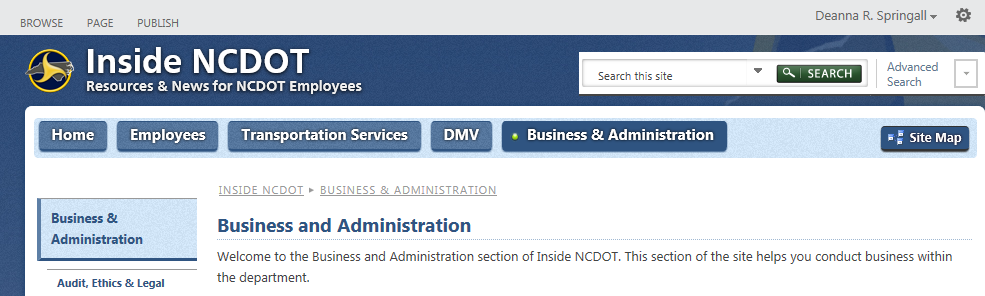 BROWSE PAGE PUBLISH Deanna R. Springall
Inside NCDOT
Resources & News for NCDOT Employees
Search this site SEARCH Advanced Search
Home Employees Transportation Services DMV Business & Administration Site Map
INSIDE NCDOT ▸ BUSINESS & ADMINISTRATION
Business &
Administration
Audit, Ethics & Legal
Business and Administration
Welcome to the Business and Administration section of Inside NCDOT. This section of the site helps you conduct business within
the department.